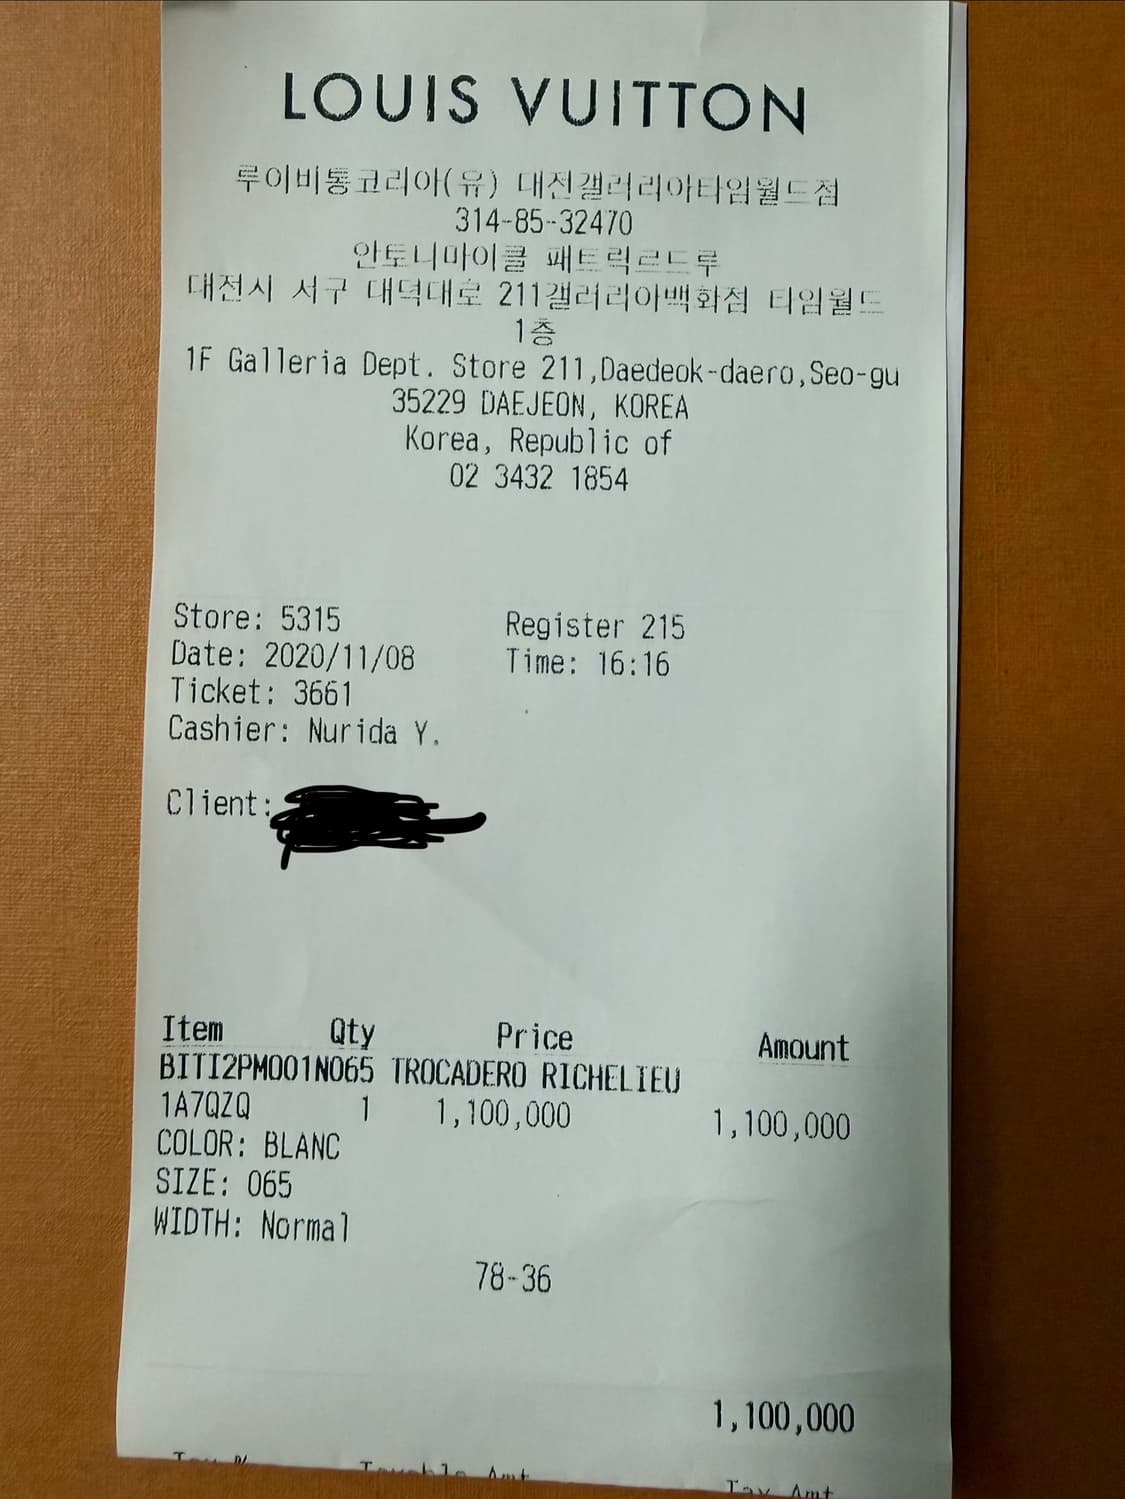 LOUIS VUITTON
루이비통코리아(유) 대전갤러리아타임월드점
314-85-32470
안토니마이클 패트릭르드루
대전시 서구 대덕대로 211갤러리아백화점 타임월드
1층
1F Galleria Dept. Store 211,Daedeok-daero,Seo-gu
35229 DAEJEON, KOREA
Korea, Republic of
02 3432 1854
Store: 5315 Register 215
Date: 2020/11/08 Time: 16:16
Ticket: 3661
Cashier: Nurida Y.
Client:
Item Qty Price Amount
BITI2PM001N065 TROCADERO RICHELIEU
1A7QZQ 1 1,100,000 1,100,000
COLOR: BLANC
SIZE: 065
WIDTH: Normal
78-36
1,100,000
Tax % Taxable Amt Tax Amt